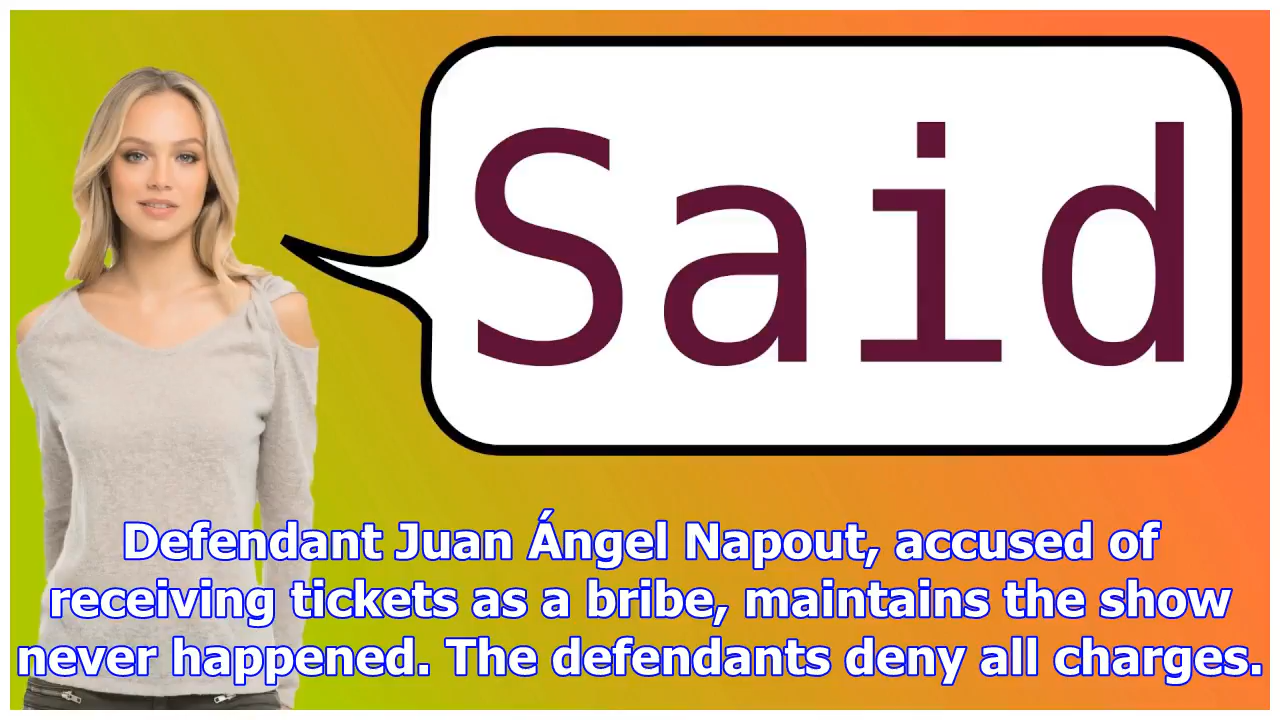 Said
Defendant Juan Ángel Napout, accused of
receiving tickets as a bribe, maintains the show
never happened. The defendants deny all charges.